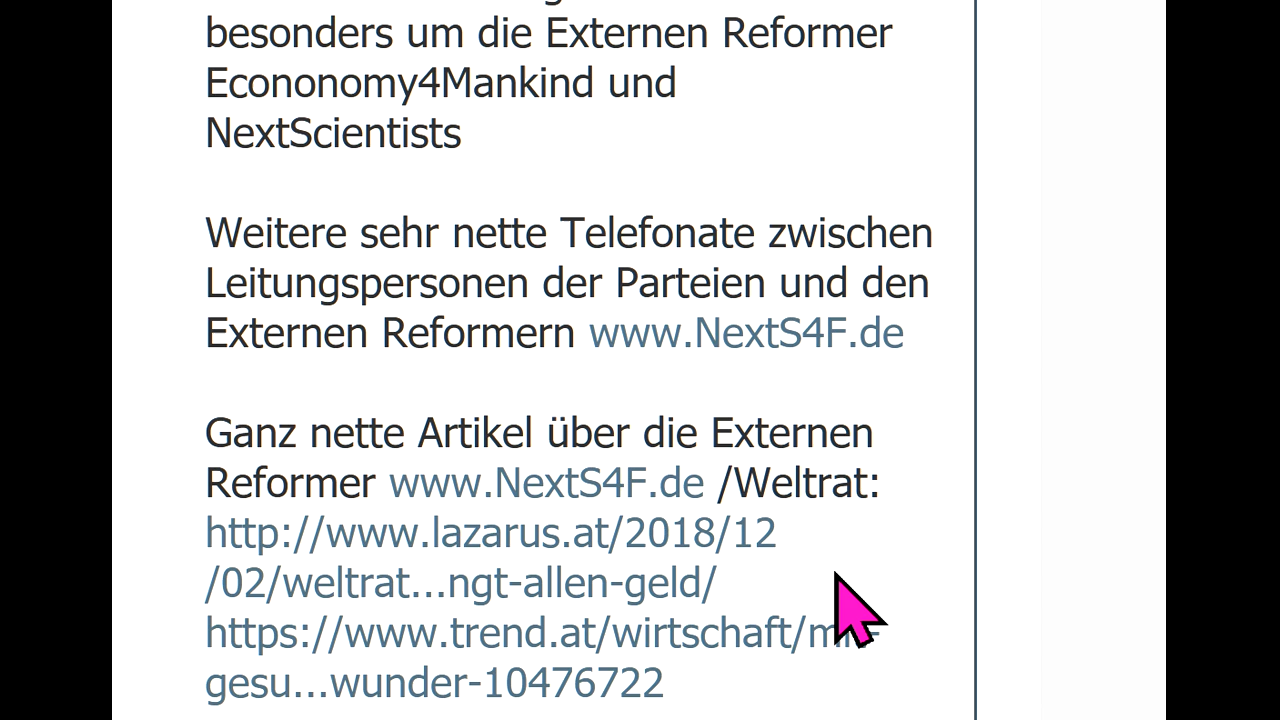 besonders um die Externen Reformer
Econonomy4Mankind und
NextScientists
Weitere sehr nette Telefonate zwischen
Leitungspersonen der Parteien und den
Externen Reformern www.NextS4F.de
Ganz nette Artikel über die Externen
Reformer www.NextS4F.de /Weltrat:
http://www.lazarus.at/2018/12
/02/weltrat...ngt-allen-geld/
https://www.trend.at/wirtschaft/
gesu...wunder-10476722